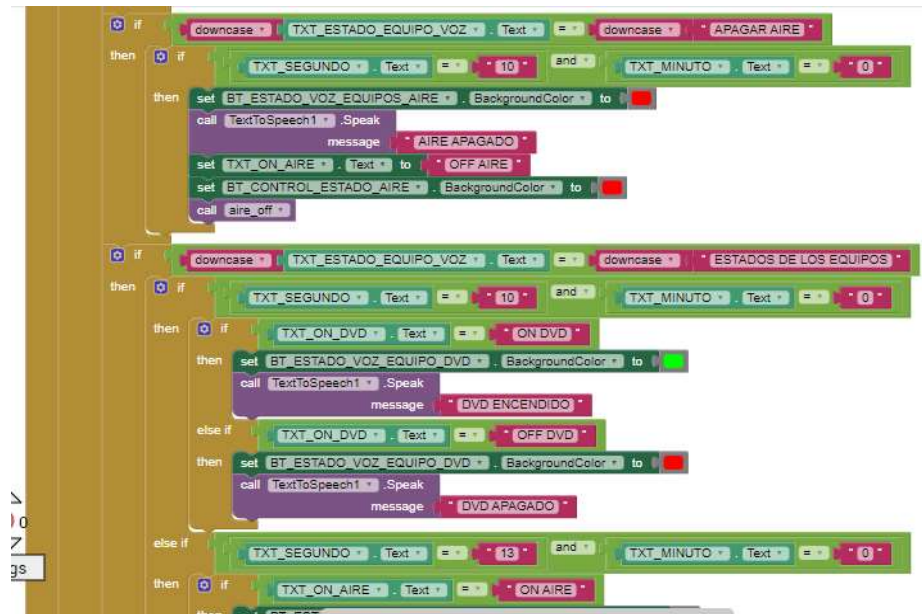 if downcase TXT_ESTADO_EQUIPO_VOZ . Text = downcase " APAGAR AIRE "
then if TXT_SEGUNDO . Text = " 10 " and TXT_MINUTO . Text = " 0 "
then set BT_ESTADO_VOZ_EQUIPOS_AIRE . BackgroundColor to
call TextToSpeech1 .Speak
message " AIRE APAGADO "
set TXT_ON_AIRE . Text to " OFF AIRE "
set BT_CONTROL_ESTADO_AIRE . BackgroundColor to
call aire_off
if downcase TXT_ESTADO_EQUIPO_VOZ . Text = downcase " ESTADOS DE LOS EQUIPOS "
then if TXT_SEGUNDO . Text = " 10 " and TXT_MINUTO . Text = " 0 "
then if TXT_ON_DVD . Text = " ON DVD "
then set BT_ESTADO_VOZ_EQUIPO_DVD . BackgroundColor to
call TextToSpeech1 .Speak
message " DVD ENCENDIDO "
else if TXT_ON_DVD . Text = " OFF DVD "
then set BT_ESTADO_VOZ_EQUIPO_DVD . BackgroundColor to
call TextToSpeech1 .Speak
message " DVD APAGADO "
0
else if TXT_SEGUNDO . Text = " 13 " and TXT_MINUTO . Text = " 0 "
gs
then if TXT_ON_AIRE . Text = " ON AIRE "